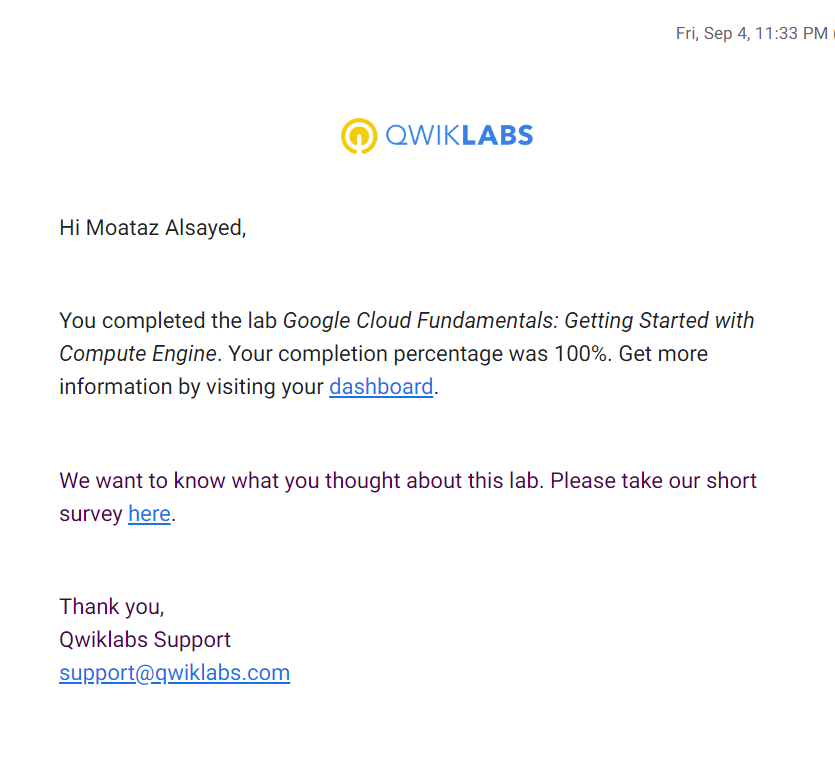 Fri, Sep 4, 11:33 PM (
QWIKLABS
Hi Moataz Alsayed,
You completed the lab Google Cloud Fundamentals: Getting Started with
Compute Engine. Your completion percentage was 100%. Get more
information by visiting your dashboard.
We want to know what you thought about this lab. Please take our short
survey here.
Thank you,
Qwiklabs Support
support@qwiklabs.com